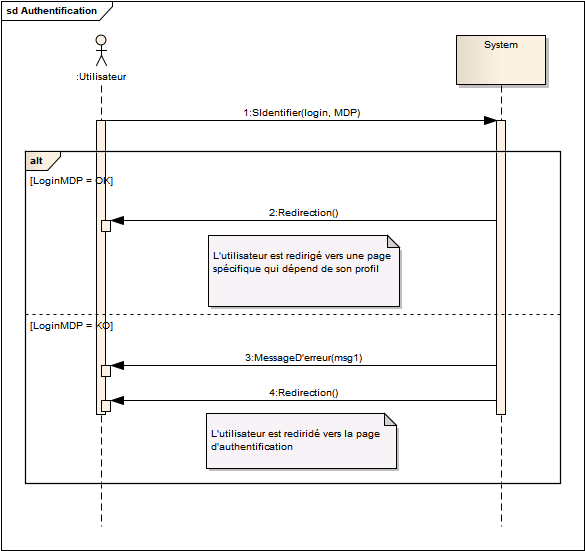 sd Authentification
:Utilisateur
System
1:SIdentifier(login, MDP)
alt
[LoginMDP = OK]
2:Redirection()
L'utilisateur est redirigé vers une page
spécifique qui dépend de son profil
[LoginMDP = KO]
3:MessageD'erreur(msg1)
4:Redirection()
L'utilisateur est rediridé vers la page
d'authentification